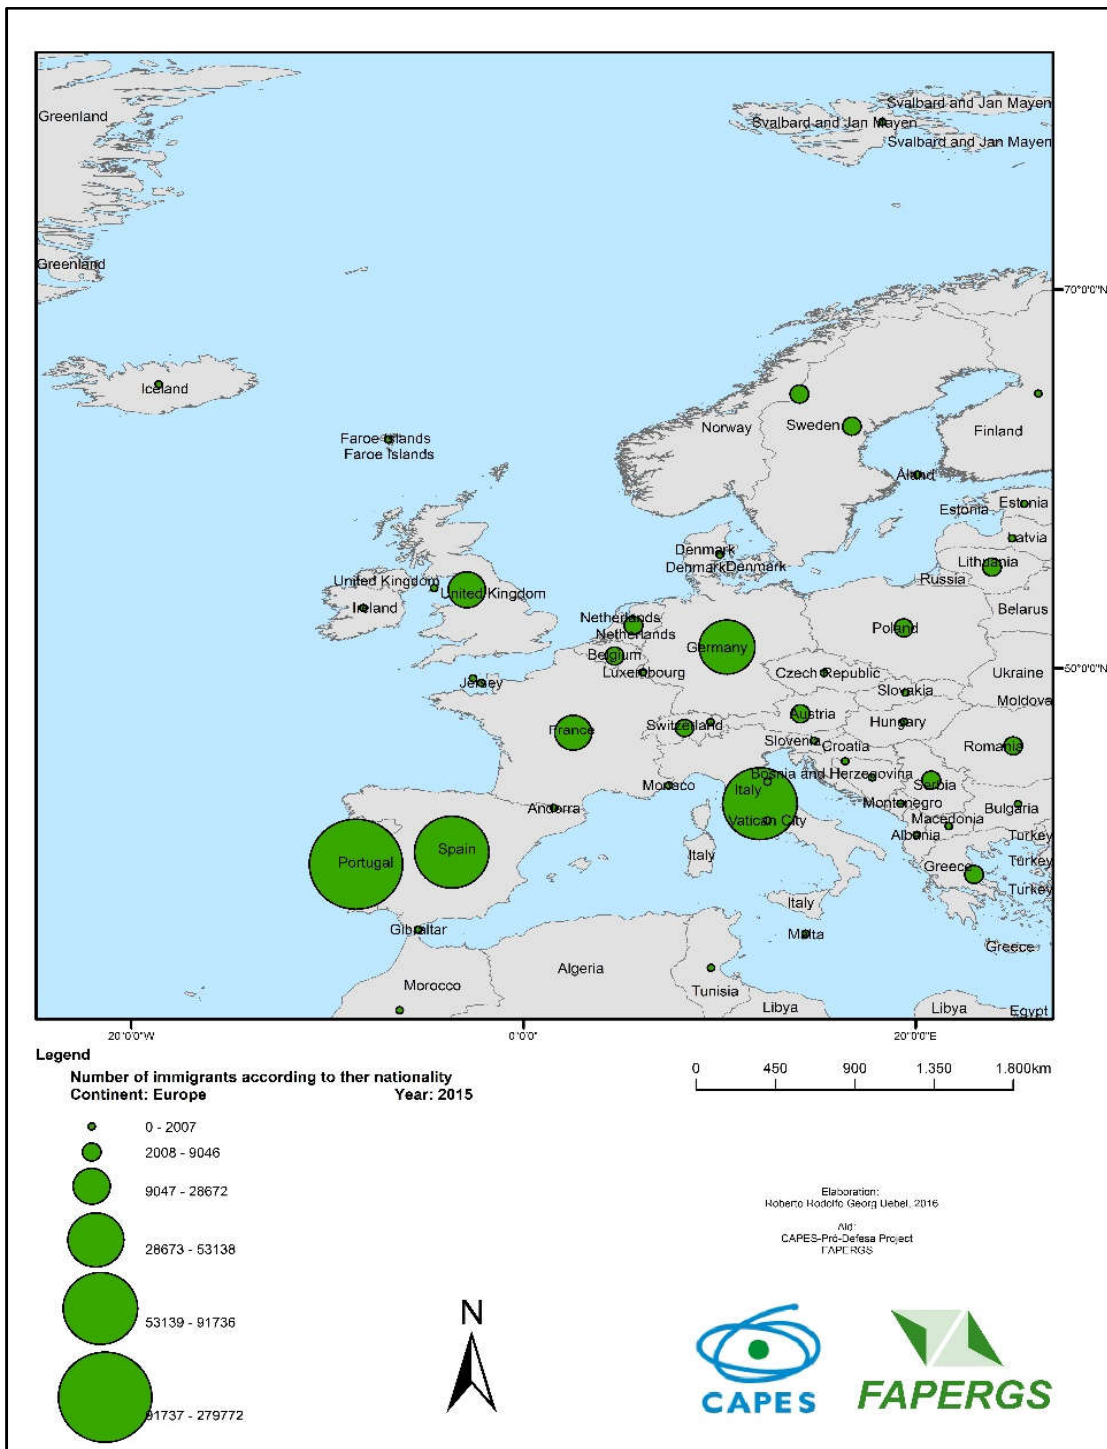 Greenland
Svalbard and Jan Mayen
Svalbard and Jan Mayen
Svalbard and Jan Mayen
Greenland
70°0'0"N
Iceland
Faroe Islands
Faroe Islands
Norway
Sweden
Finland
Åland
Estonia
Estonia
Latvia
Denmark
Denmark
Denmark
Lithuania
Russia
United Kingdom
United Kingdom
Ireland
Belarus
Netherlands
Netherlands
Poland
Belgium
Germany
Luxembourg
Czech Republic
Ukraine
50°0'0"N
Jersey
Slovakia
Moldova
Austria
France
Switzerland
Hungary
Slovenia
Croatia
Romania
Bosnia and Herzegovina
Monaco
Italy
Serbia
Andorra
Montenegro
Bulgaria
Vatican City
Macedonia
Albania
Turkey
Portugal
Spain
Italy
Greece
Turkey
Turkey
Italy
Gibraltar
Malta
Greece
Algeria
Morocco
Tunisia
Libya
Libya
Egypt
20°0'0"W
0°0'0"
20°0'0"E
Legend
Number of immigrants according to ther nationality
Continent: Europe Year: 2015
0 450 900 1.350 1.800km
0 - 2007
2008 - 9046
9047 - 28672
28673 - 53138
53139 - 91736
91737 - 279772
Elaboration:
Roberto Rodolfo Georg Uebel, 2016
Aid:
CAPES-Pró-Defesa Project
FAPERGS
N
CAPES
FAPERGS